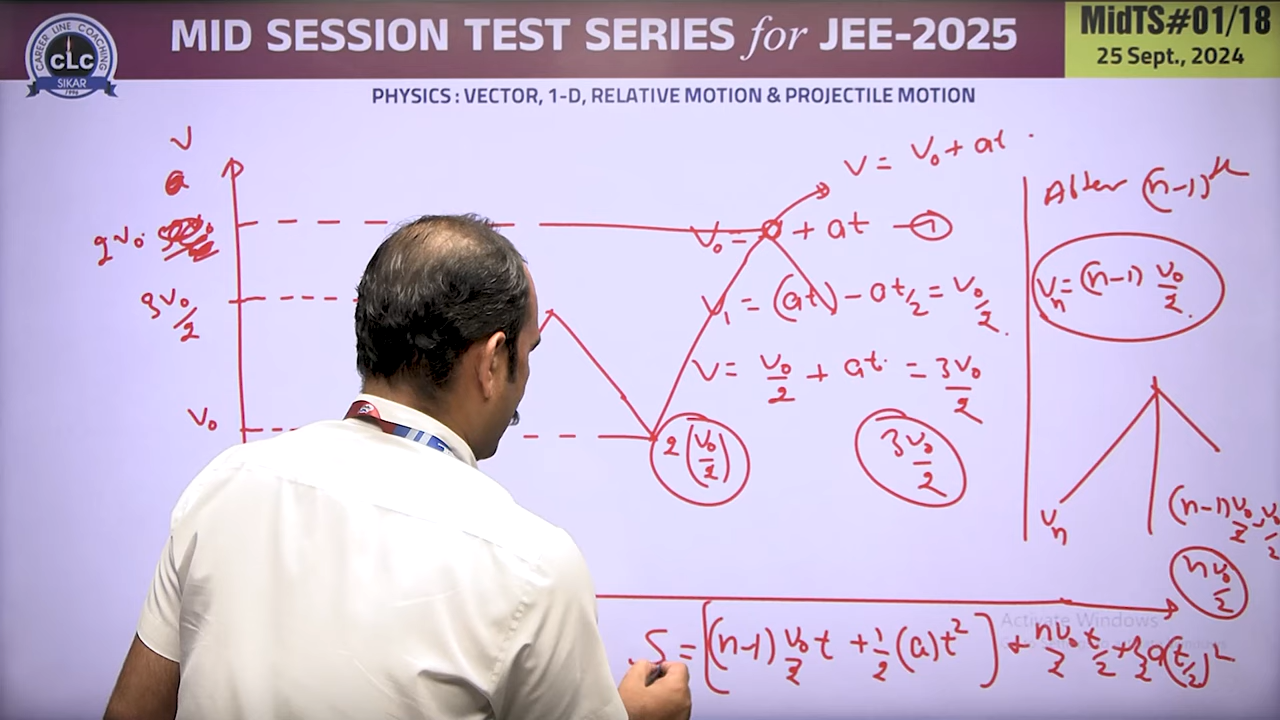 CAREER LINE COACHING
CLC
SIKAR
1996
MID SESSION TEST SERIES for JEE-2025
MidTS#01/18
25 Sept., 2024
PHYSICS : VECTOR, 1-D, RELATIVE MOTION & PROJECTILE MOTION
V
a
2V₀
3V₀/2
V₀
V = V₀ + at
V₀ = 0 + at —①
V₁ = (at) - at/2 = V₀/2.
V = V₀/2 + at = 3V₀/2
2(V₀/2)
3V₀/2
After (n-1)th
Vn = (n-1) V₀/2.
Vn
(n-1)V₀/2
nV₀/2
Activate Windows
S = [(n-1) V₀/2 t + 1/2 (a) t²] + nV₀/2 t/2
a(t/2)²